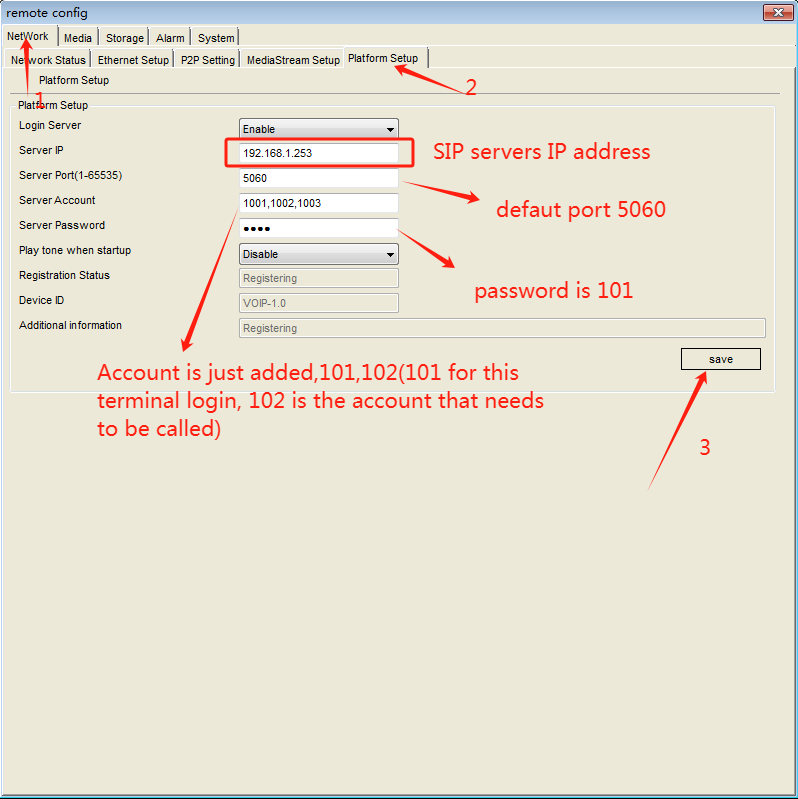 remote config
NetWork Media Storage Alarm System
Network Status Ethernet Setup P2P Setting MediaStream Setup Platform Setup
Platform Setup
2
1
Platform Setup
Login Server Enable
Server IP 192.168.1.253 SIP servers IP address
Server Port(1-65535) 5060
Server Account 1001,1002,1003 defaut port 5060
Server Password ●●●●
Play tone when startup Disable
Registration Status Registering password is 101
Device ID VOIP-1.0
Additional information Registering
save
Account is just added,101,102(101 for this
terminal login, 102 is the account that needs
to be called)
3